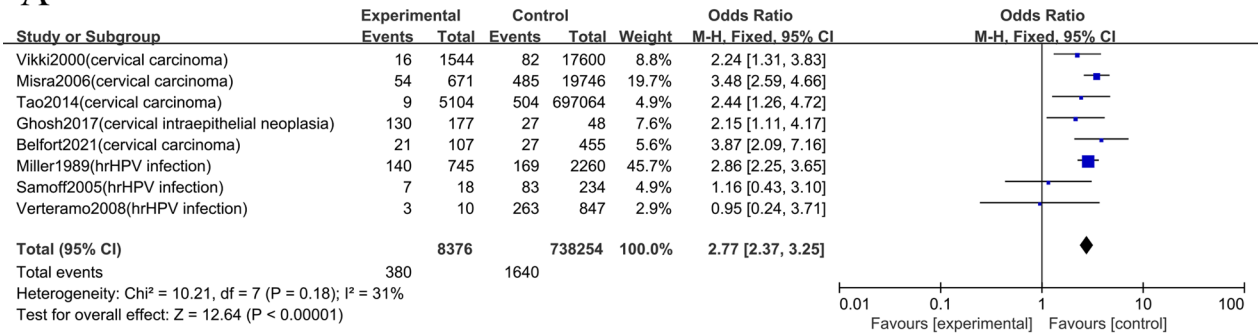 A
Experimental Control Odds Ratio Odds Ratio
Study or Subgroup Events Total Events Total Weight M-H, Fixed, 95% CI M-H, Fixed, 95% CI
Vikki2000(cervical carcinoma) 16 1544 82 17600 8.8% 2.24 [1.31, 3.83]
Misra2006(cervical carcinoma) 54 671 485 19746 19.7% 3.48 [2.59, 4.66]
Tao2014(cervical carcinoma) 9 5104 504 697064 4.9% 2.44 [1.26, 4.72]
Ghosh2017(cervical intraepithelial neoplasia) 130 177 27 48 7.6% 2.15 [1.11, 4.17]
Belfort2021(cervical carcinoma) 21 107 27 455 5.6% 3.87 [2.09, 7.16]
Miller1989(hrHPV infection) 140 745 169 2260 45.7% 2.86 [2.25, 3.65]
Samoff2005(hrHPV infection) 7 18 83 234 4.9% 1.16 [0.43, 3.10]
Verteramo2008(hrHPV infection) 3 10 263 847 2.9% 0.95 [0.24, 3.71]
Total (95% CI) 8376 738254 100.0% 2.77 [2.37, 3.25]
Total events 380 1640
Heterogeneity: Chi² = 10.21, df = 7 (P = 0.18); I² = 31%
Test for overall effect: Z = 12.64 (P < 0.00001)
0.01 0.1 1 10 100
Favours [experimental] Favours [control]